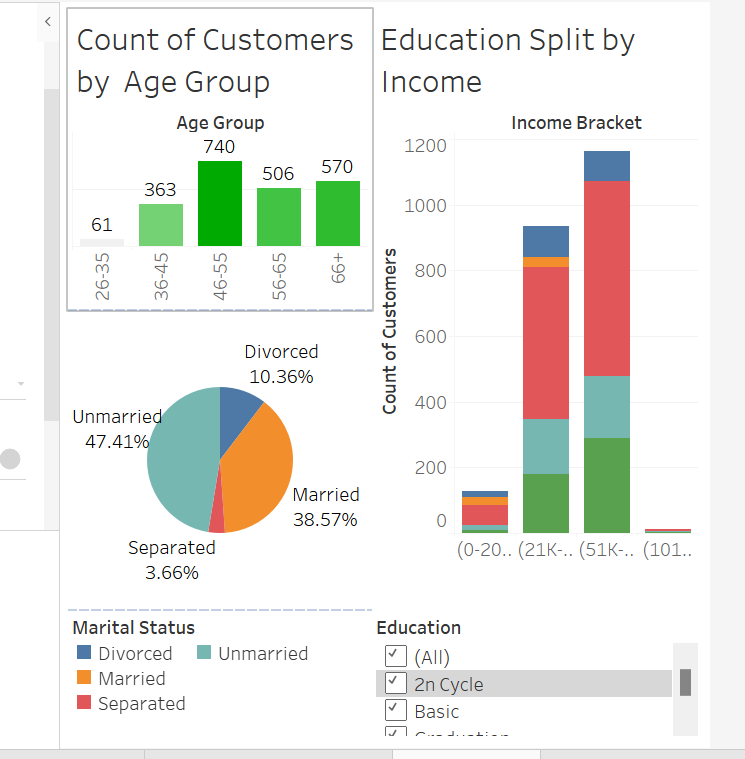 Count of Customers
by Age Group
Age Group
740
363
506
570
61
26-35
36-45
46-55
56-65
66+
Divorced
10.36%
Unmarried
47.41%
Married
38.57%
Separated
3.66%
Marital Status
Divorced
Unmarried
Married
Separated
Education Split by
Income
Income Bracket
1200
1000
800
600
400
200
0
Count of Customers
(0-20..
(21K-..
(51K-..
(101..
Education
(All)
2n Cycle
Basic